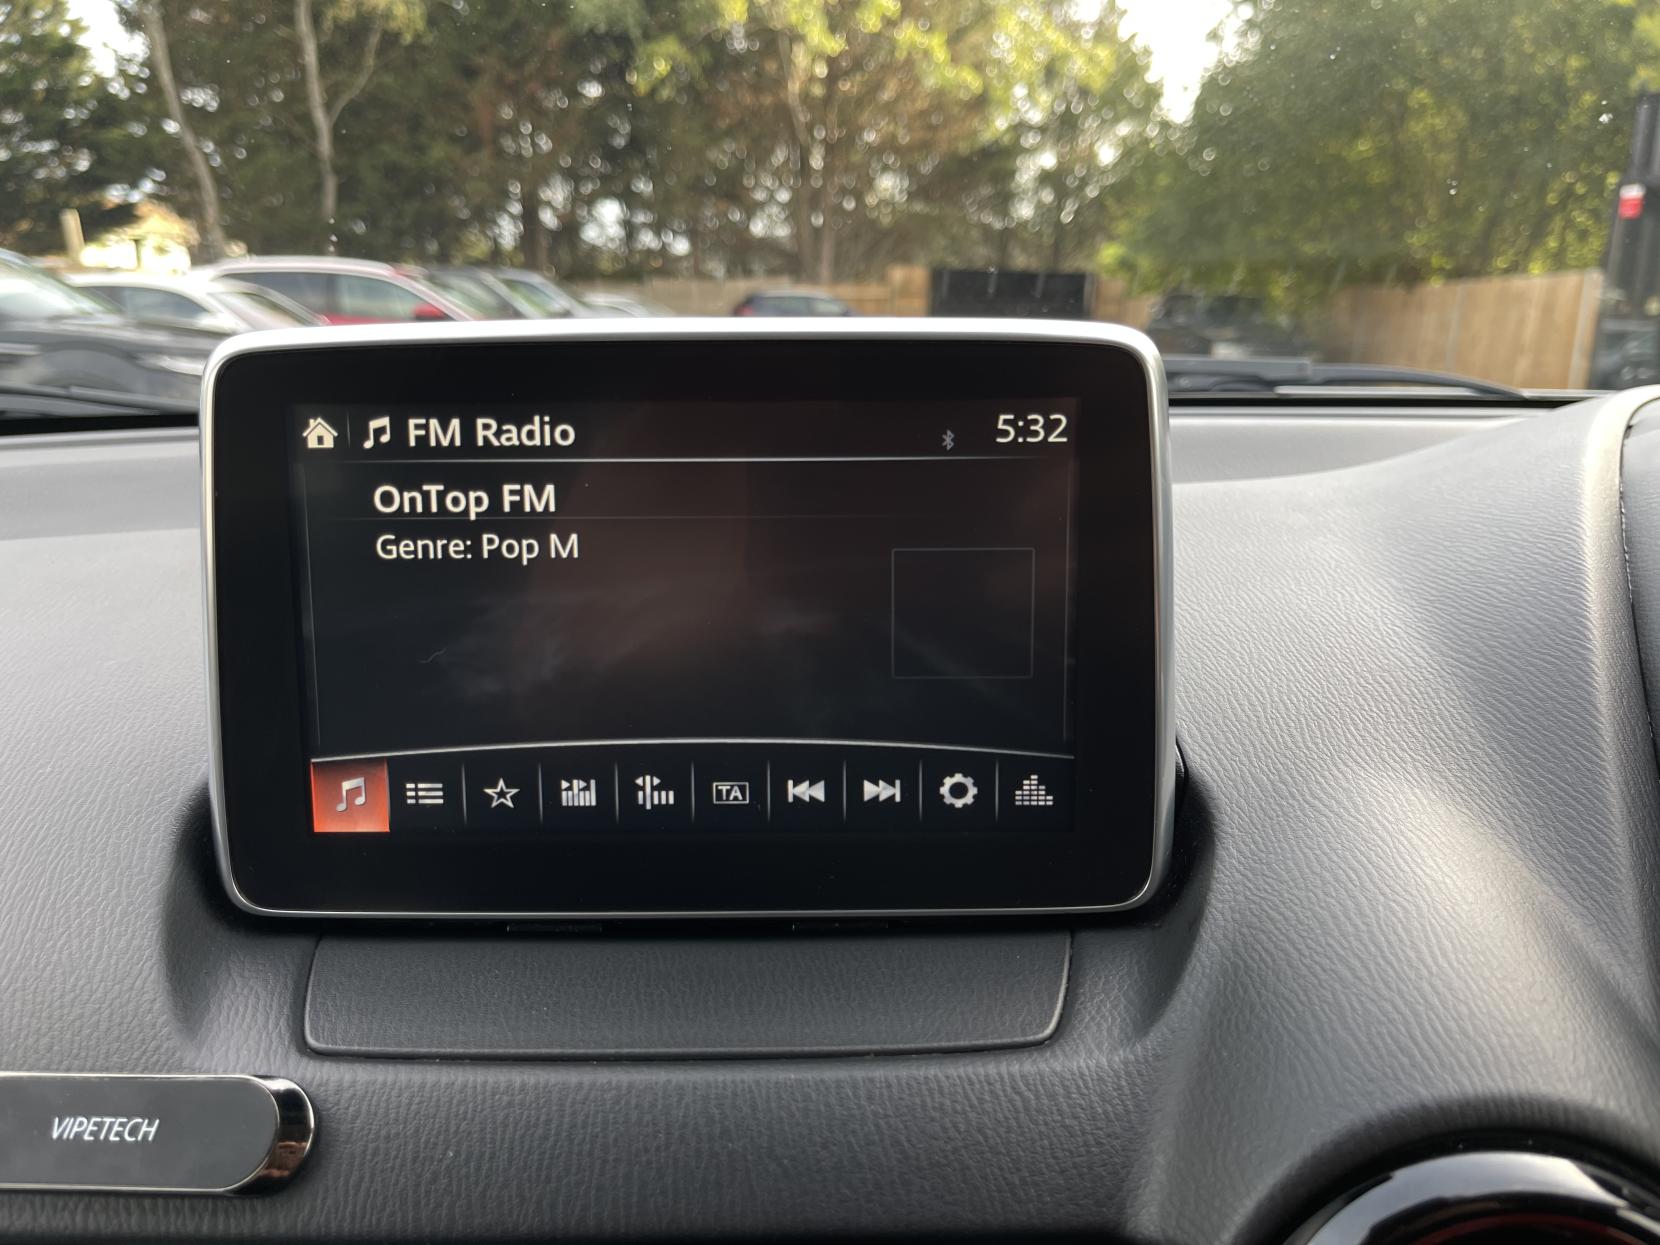 FM Radio
5:32
OnTop FM
Genre: Pop M
TA
VIPETECH